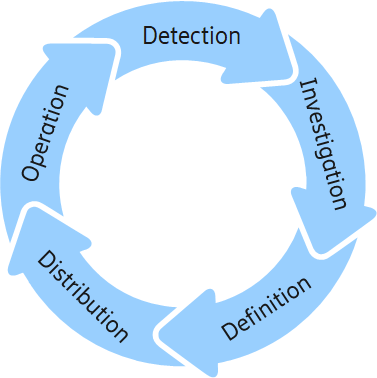 Detection
Investigation
Definition
Distribution
Operation